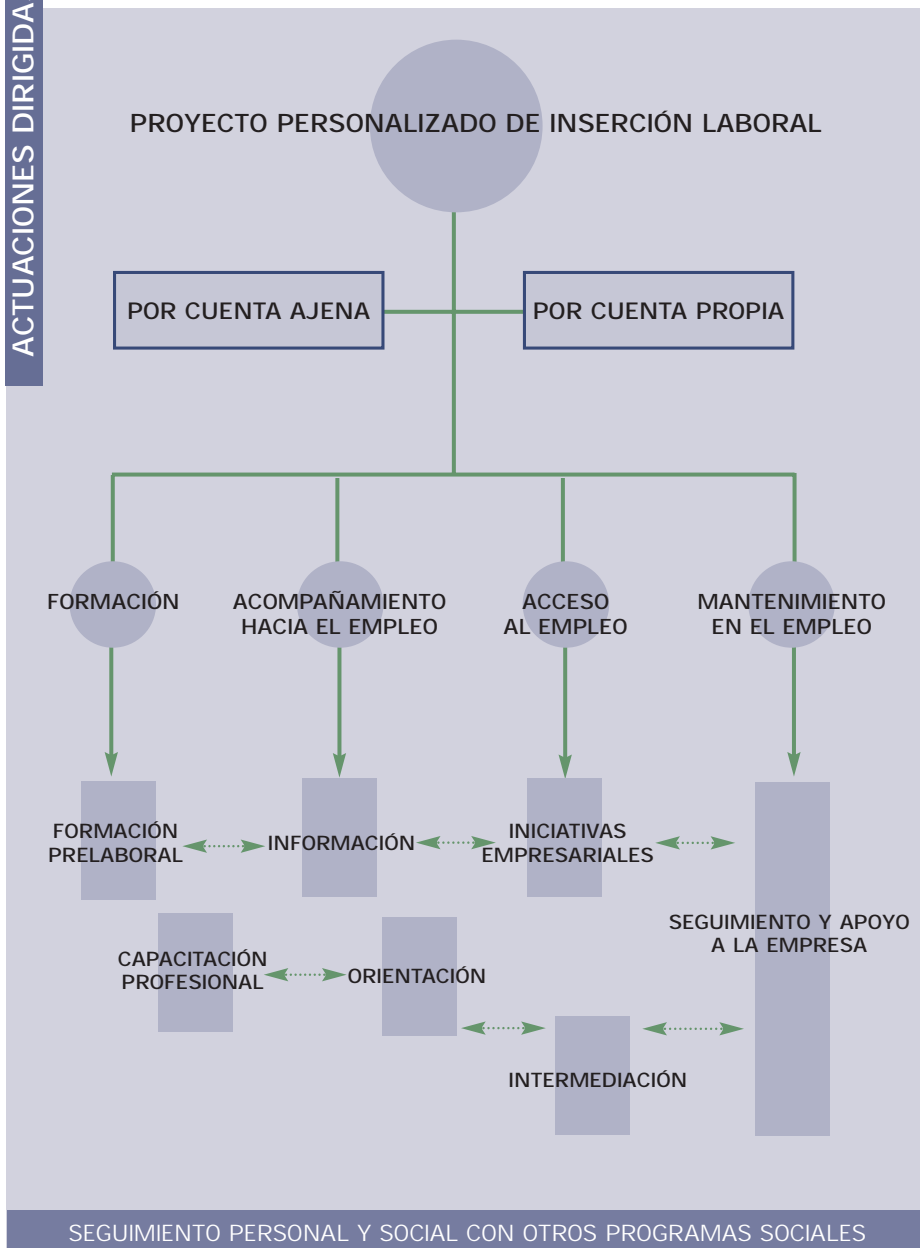 ACTUACIONES DIRIGIDA
PROYECTO PERSONALIZADO DE INSERCIÓN LABORAL
POR CUENTA AJENA
POR CUENTA PROPIA
FORMACIÓN
ACOMPAÑAMIENTO
HACIA EL EMPLEO
ACCESO
AL EMPLEO
MANTENIMIENTO
EN EL EMPLEO
FORMACIÓN
PRELABORAL
INFORMACIÓN
INICIATIVAS
EMPRESARIALES
SEGUIMIENTO Y APOYO
A LA EMPRESA
CAPACITACIÓN
PROFESIONAL
ORIENTACIÓN
INTERMEDIACIÓN
SEGUIMIENTO PERSONAL Y SOCIAL CON OTROS PROGRAMAS SOCIALES